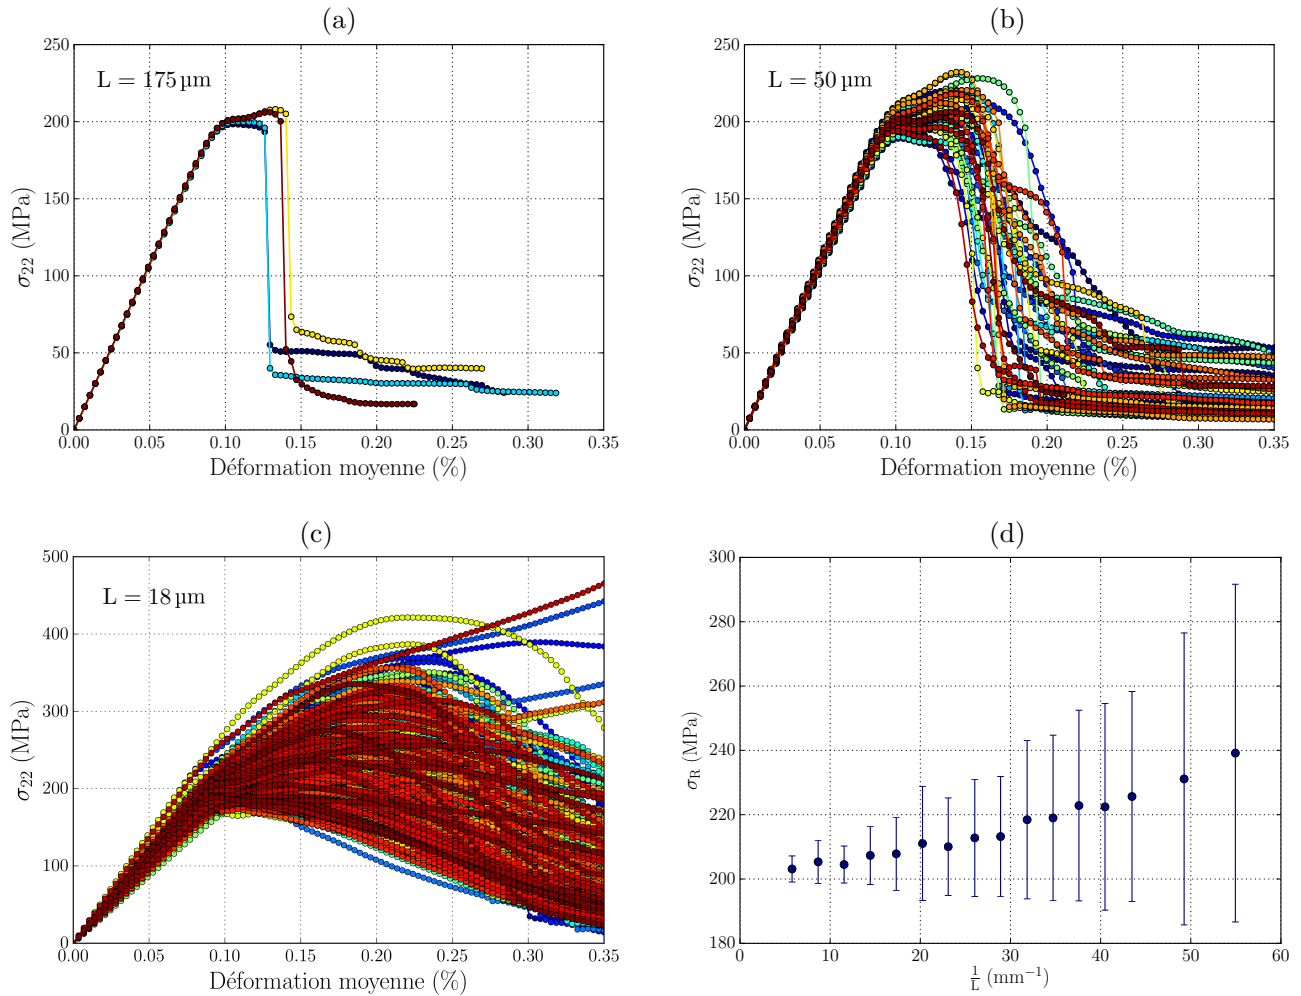 (a)
250
200
150
100
50
0
σ22 (MPa)
L = 175 µm
0.00 0.05 0.10 0.15 0.20 0.25 0.30 0.35
Déformation moyenne (%)
(b)
250
200
150
100
50
0
σ22 (MPa)
L = 50 µm
0.00 0.05 0.10 0.15 0.20 0.25 0.30 0.35
Déformation moyenne (%)
(c)
500
400
300
200
100
0
σ22 (MPa)
L = 18 µm
0.00 0.05 0.10 0.15 0.20 0.25 0.30 0.35
Déformation moyenne (%)
(d)
300
280
260
240
220
200
180
σR (MPa)
0 10 20 30 40 50 60
1/L (mm−1)